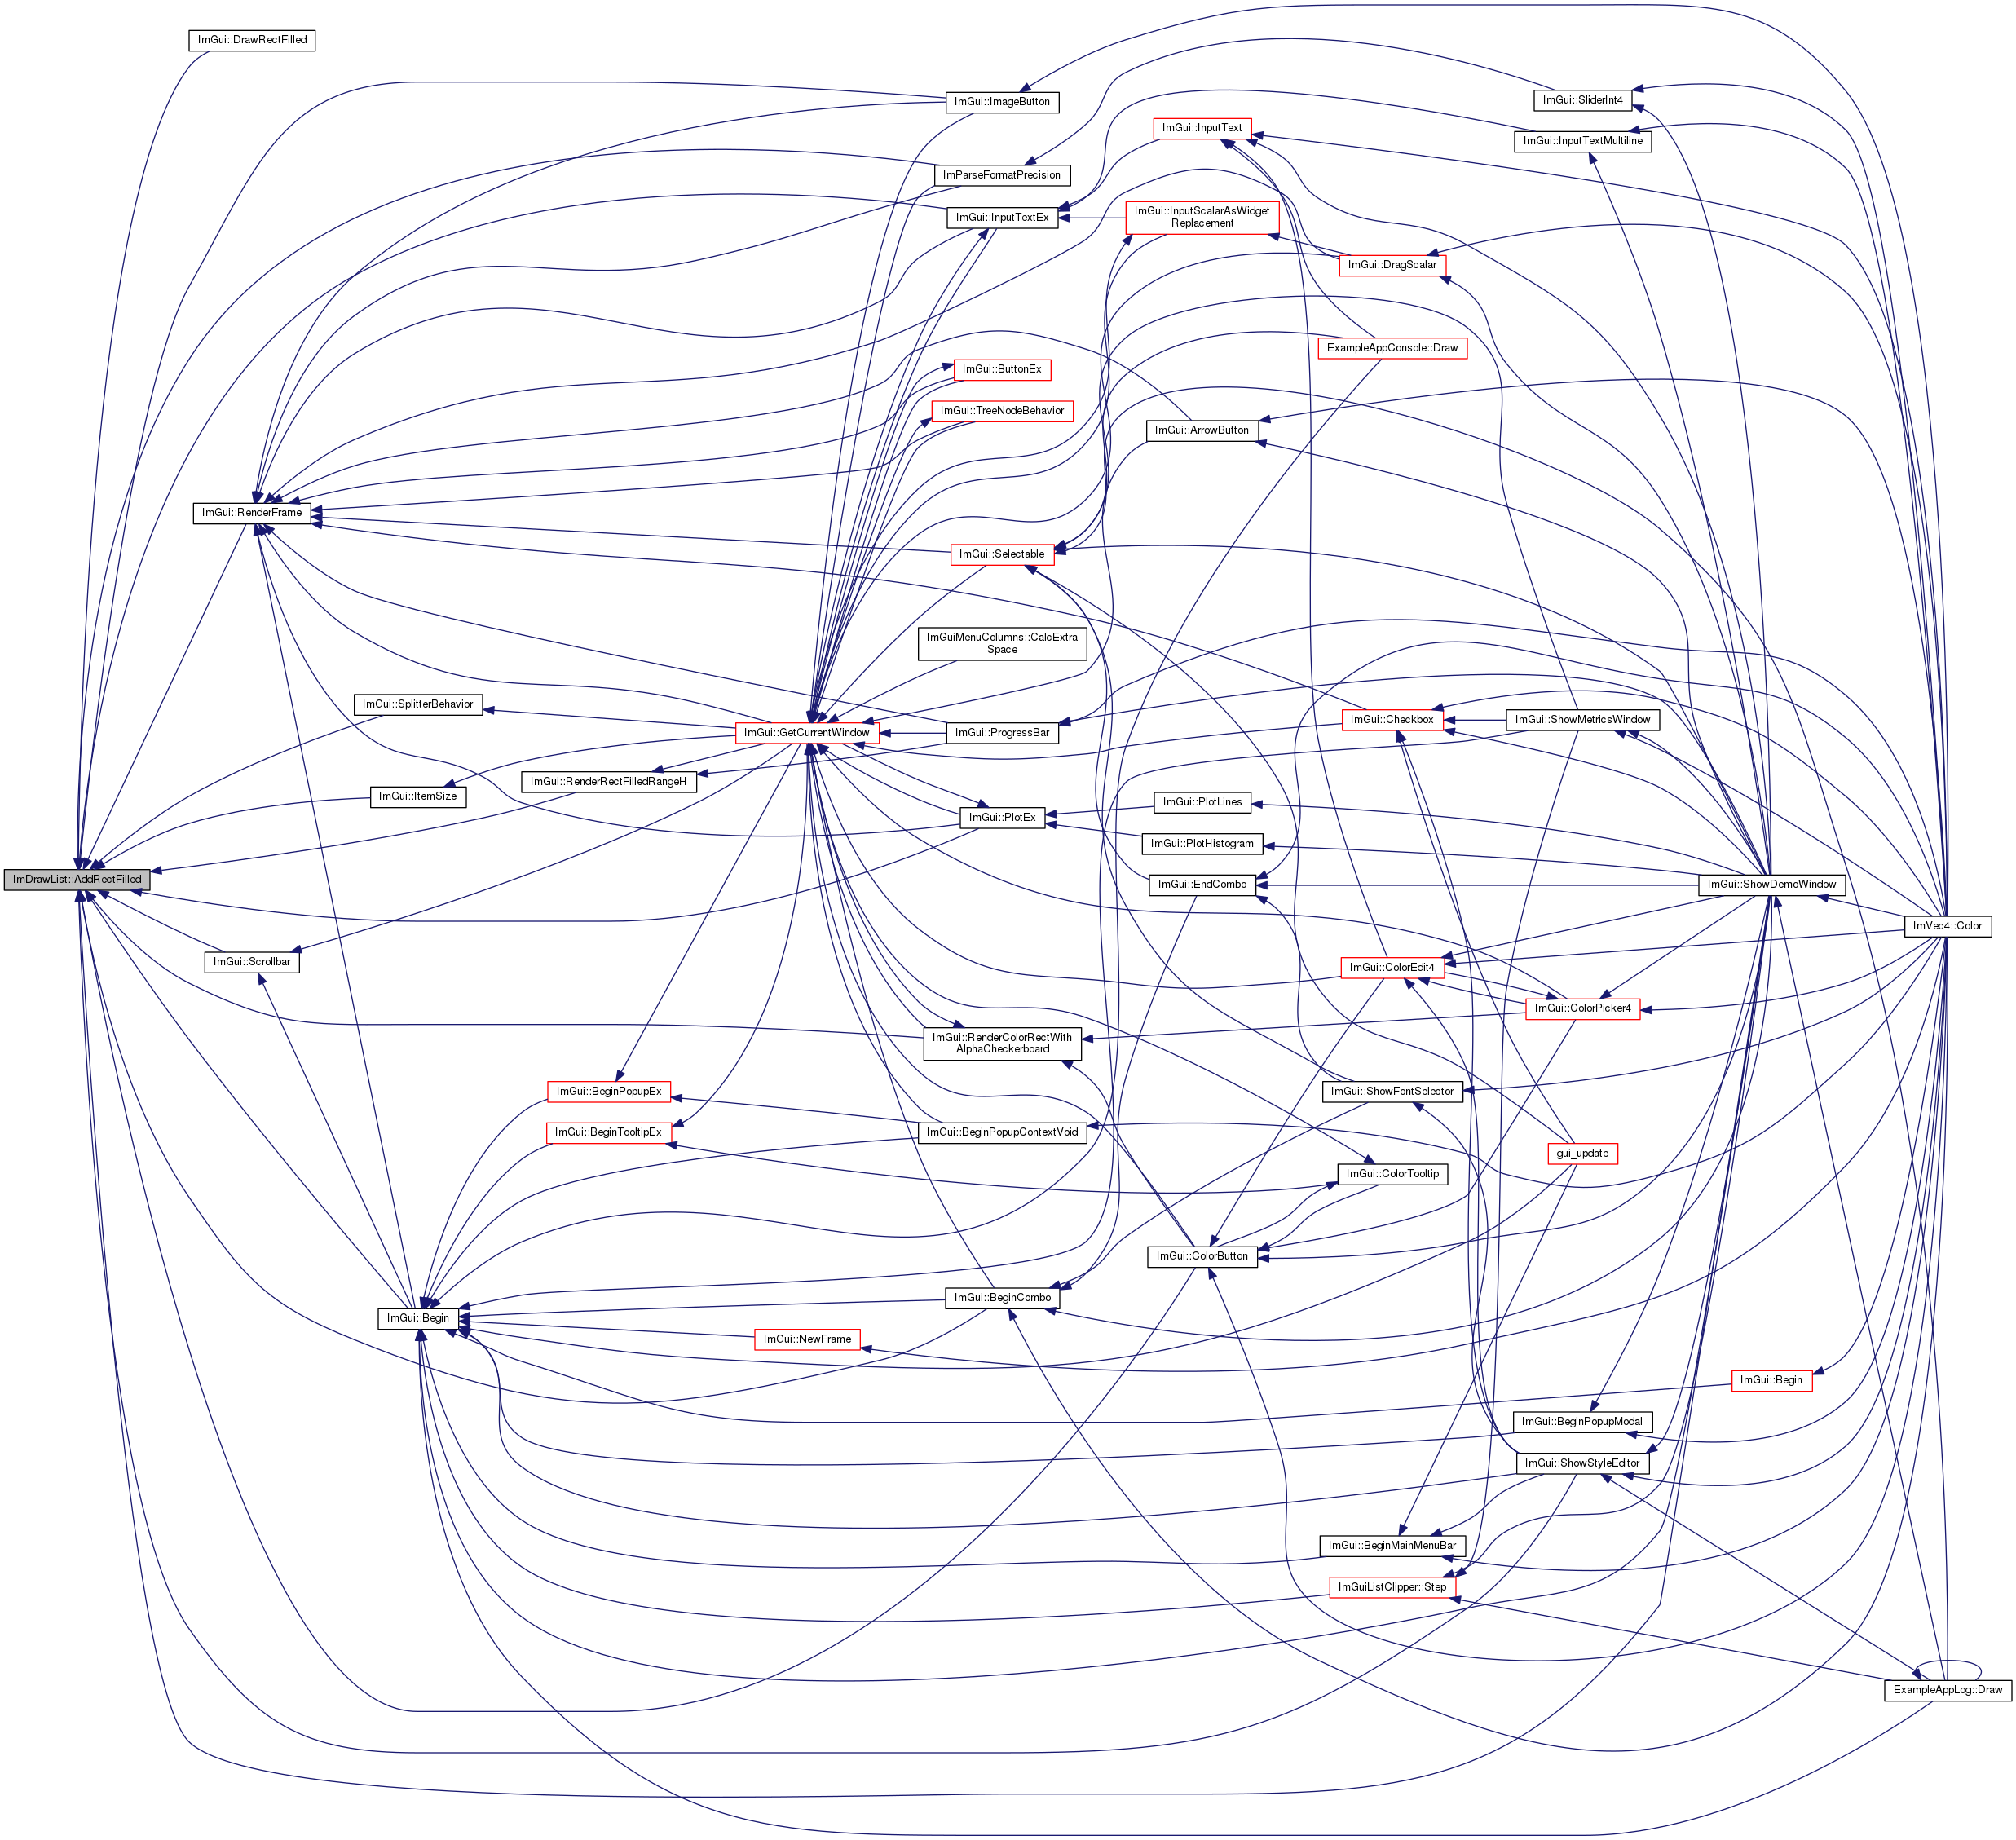 ImGui::DrawRectFilled
ImGui::ImageButton
ImGui::SliderInt4
ImGui::InputText
ImGui::InputTextMultiline
ImParseFormatPrecision
ImGui::InputTextEx
ImGui::InputScalarAsWidget
Replacement
ImGui::DragScalar
ExampleAppConsole::Draw
ImGui::ButtonEx
ImGui::TreeNodeBehavior
ImGui::ArrowButton
ImGui::RenderFrame
ImGui::Selectable
ImGuiMenuColumns::CalcExtra
Space
ImGui::SplitterBehavior
ImGui::GetCurrentWindow
ImGui::ProgressBar
ImGui::Checkbox
ImGui::ShowMetricsWindow
ImGui::RenderRectFilledRangeH
ImGui::ItemSize
ImGui::PlotEx
ImGui::PlotLines
ImGui::PlotHistogram
ImDrawList::AddRectFilled
ImGui::EndCombo
ImGui::ShowDemoWindow
ImVec4::Color
ImGui::Scrollbar
ImGui::ColorEdit4
ImGui::ColorPicker4
ImGui::RenderColorRectWith
AlphaCheckerboard
ImGui::BeginPopupEx
ImGui::ShowFontSelector
ImGui::BeginTooltipEx
ImGui::BeginPopupContextVoid
gui_update
ImGui::ColorTooltip
ImGui::ColorButton
ImGui::BeginCombo
ImGui::Begin
ImGui::NewFrame
ImGui::Begin
ImGui::BeginPopupModal
ImGui::ShowStyleEditor
ImGui::BeginMainMenuBar
ImGuiListClipper::Step
ExampleAppLog::Draw